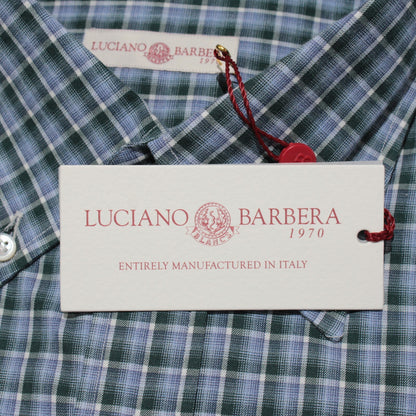 LUCIANO BARBERA
1970
LUCIANO BARBERA
1970
ENTIRELY MANUFACTURED IN ITALY